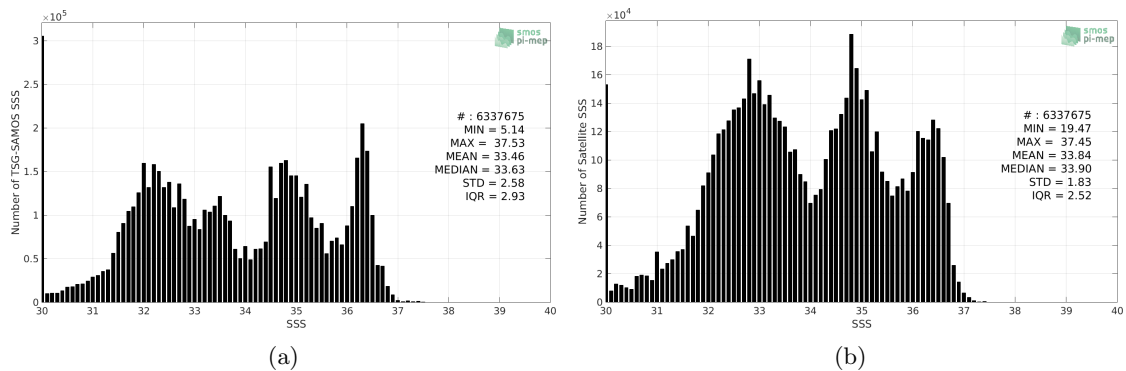 ×10⁵
3
2.5
2
1.5
1
0.5
0
30 31 32 33 34 35 36 37 38 39 40
SSS
Number of TSG-SAMOS SSS
smos
pi-mep
# : 6337675
MIN = 5.14
MAX = 37.53
MEAN = 33.46
MEDIAN = 33.63
STD = 2.58
IQR = 2.93
(a)
×10⁴
18
16
14
12
10
8
6
4
2
0
30 31 32 33 34 35 36 37 38 39 40
SSS
Number of Satellite SSS
smos
pi-mep
# : 6337675
MIN = 19.47
MAX = 37.45
MEAN = 33.84
MEDIAN = 33.90
STD = 1.83
IQR = 2.52
(b)